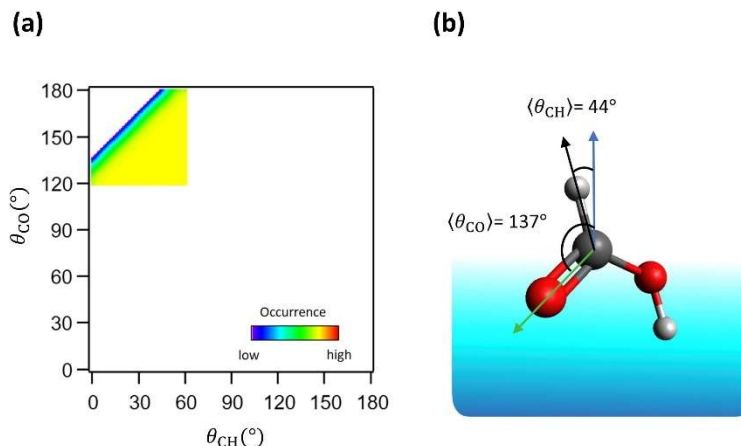 (a)
(b)
180
150
120
90
60
30
0
θCO(°)
Occurrence
low high
0 30 60 90 120 150 180
θCH(°)
⟨θCH⟩= 44°
⟨θCO⟩= 137°